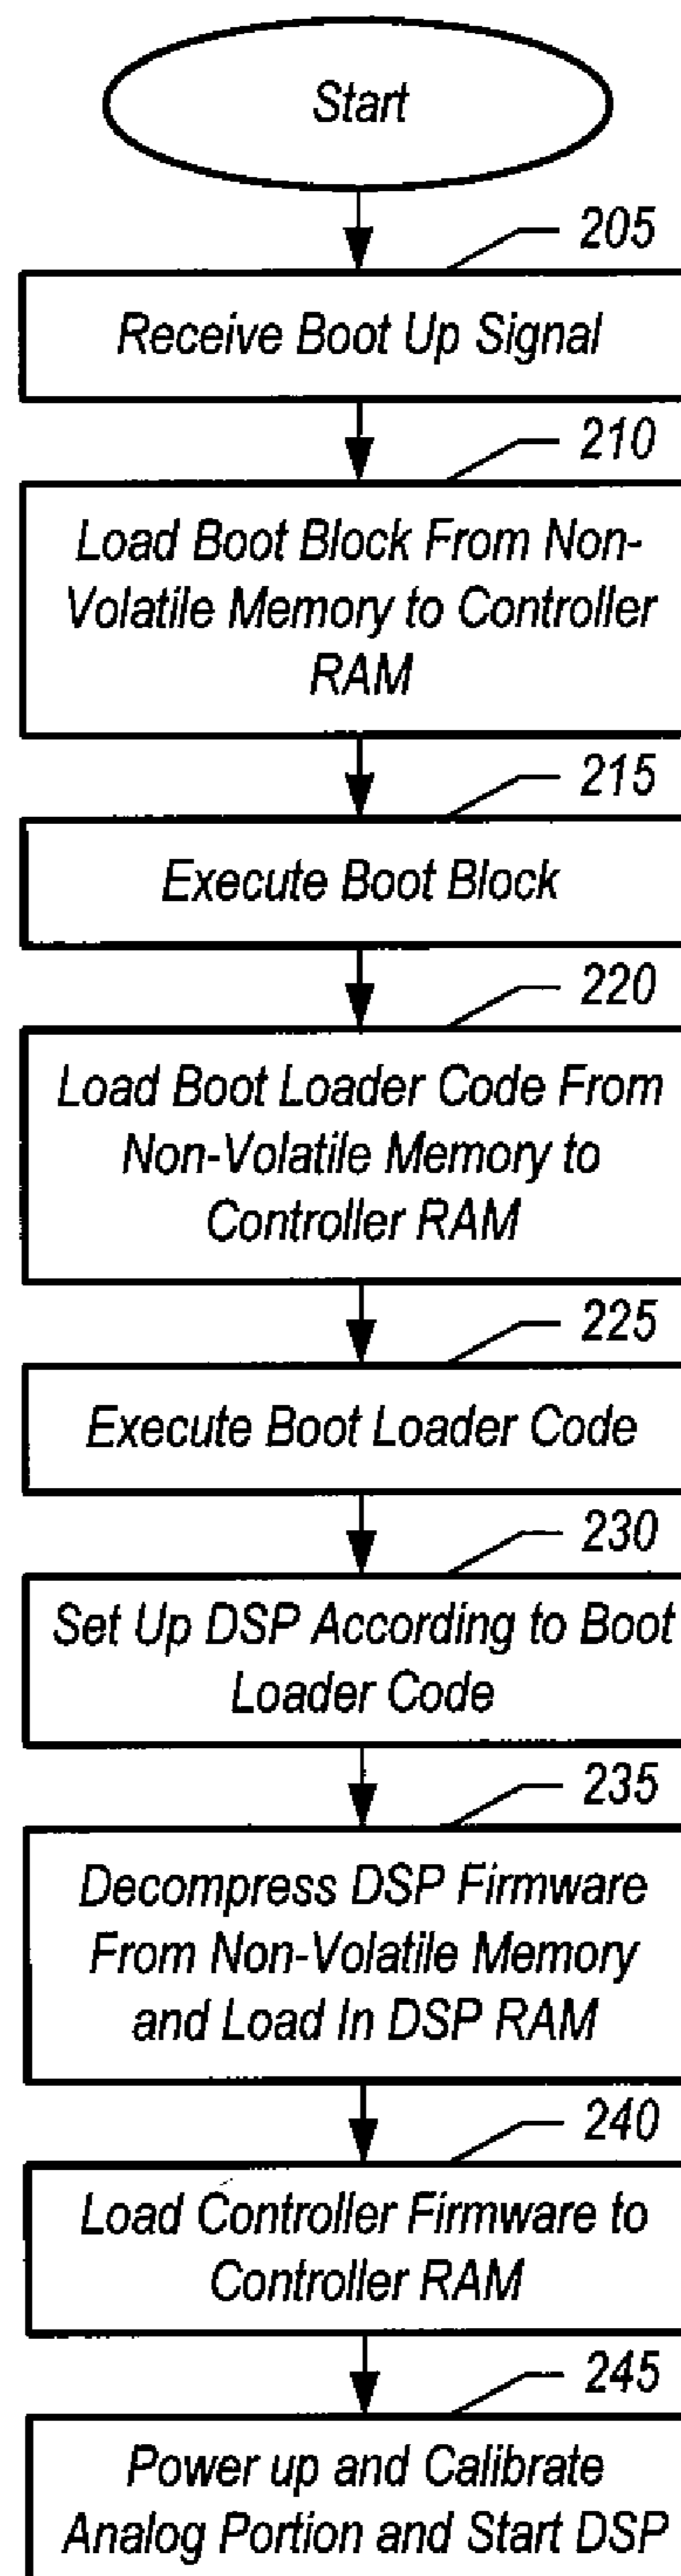 Start
205
Receive Boot Up Signal
210
Load Boot Block From Non-
Volatile Memory to Controller
RAM
215
Execute Boot Block
220
Load Boot Loader Code From
Non-Volatile Memory to
Controller RAM
225
Execute Boot Loader Code
230
Set Up DSP According to Boot
Loader Code
235
Decompress DSP Firmware
From Non-Volatile Memory
and Load In DSP RAM
240
Load Controller Firmware to
Controller RAM
245
Power up and Calibrate
Analog Portion and Start DSP